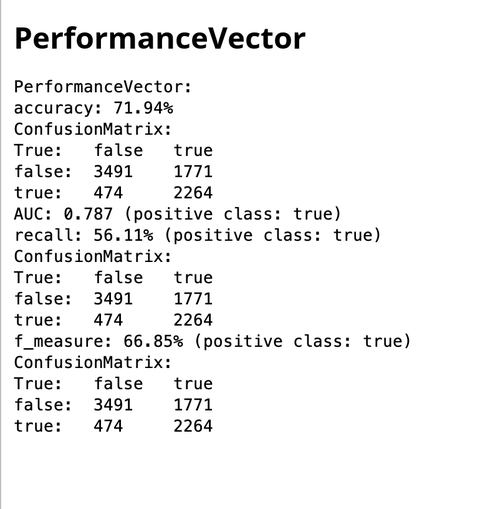 PerformanceVector
PerformanceVector:
accuracy: 71.94%
ConfusionMatrix:
True:   false   true
false:  3491    1771
true:   474     2264
AUC: 0.787 (positive class: true)
recall: 56.11% (positive class: true)
ConfusionMatrix:
True:   false   true
false:  3491    1771
true:   474     2264
f_measure: 66.85% (positive class: true)
ConfusionMatrix:
True:   false   true
false:  3491    1771
true:   474     2264